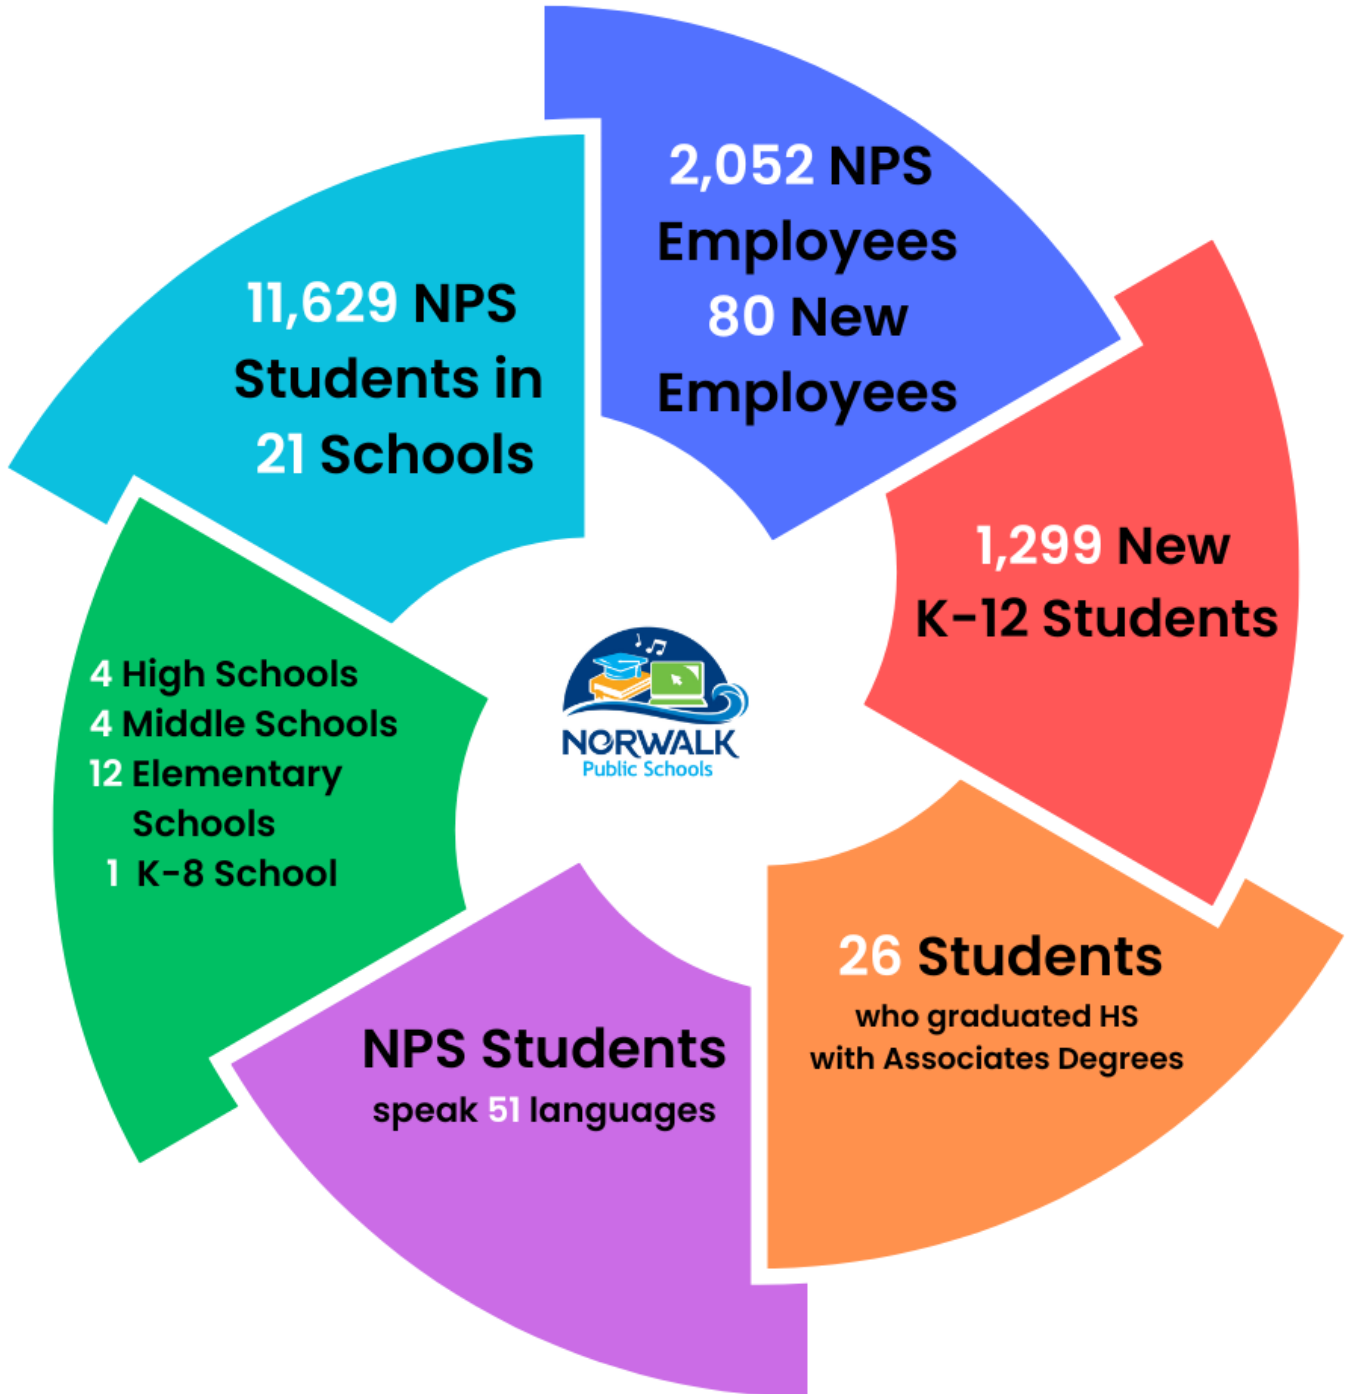 2,052 NPS
Employees
80 New
Employees
1,299 New
K-12 Students
26 Students
who graduated HS
with Associates Degrees
NPS Students
speak 51 languages
4 High Schools
4 Middle Schools
12 Elementary
Schools
1 K-8 School
11,629 NPS
Students in
21 Schools
NORWALK
Public Schools